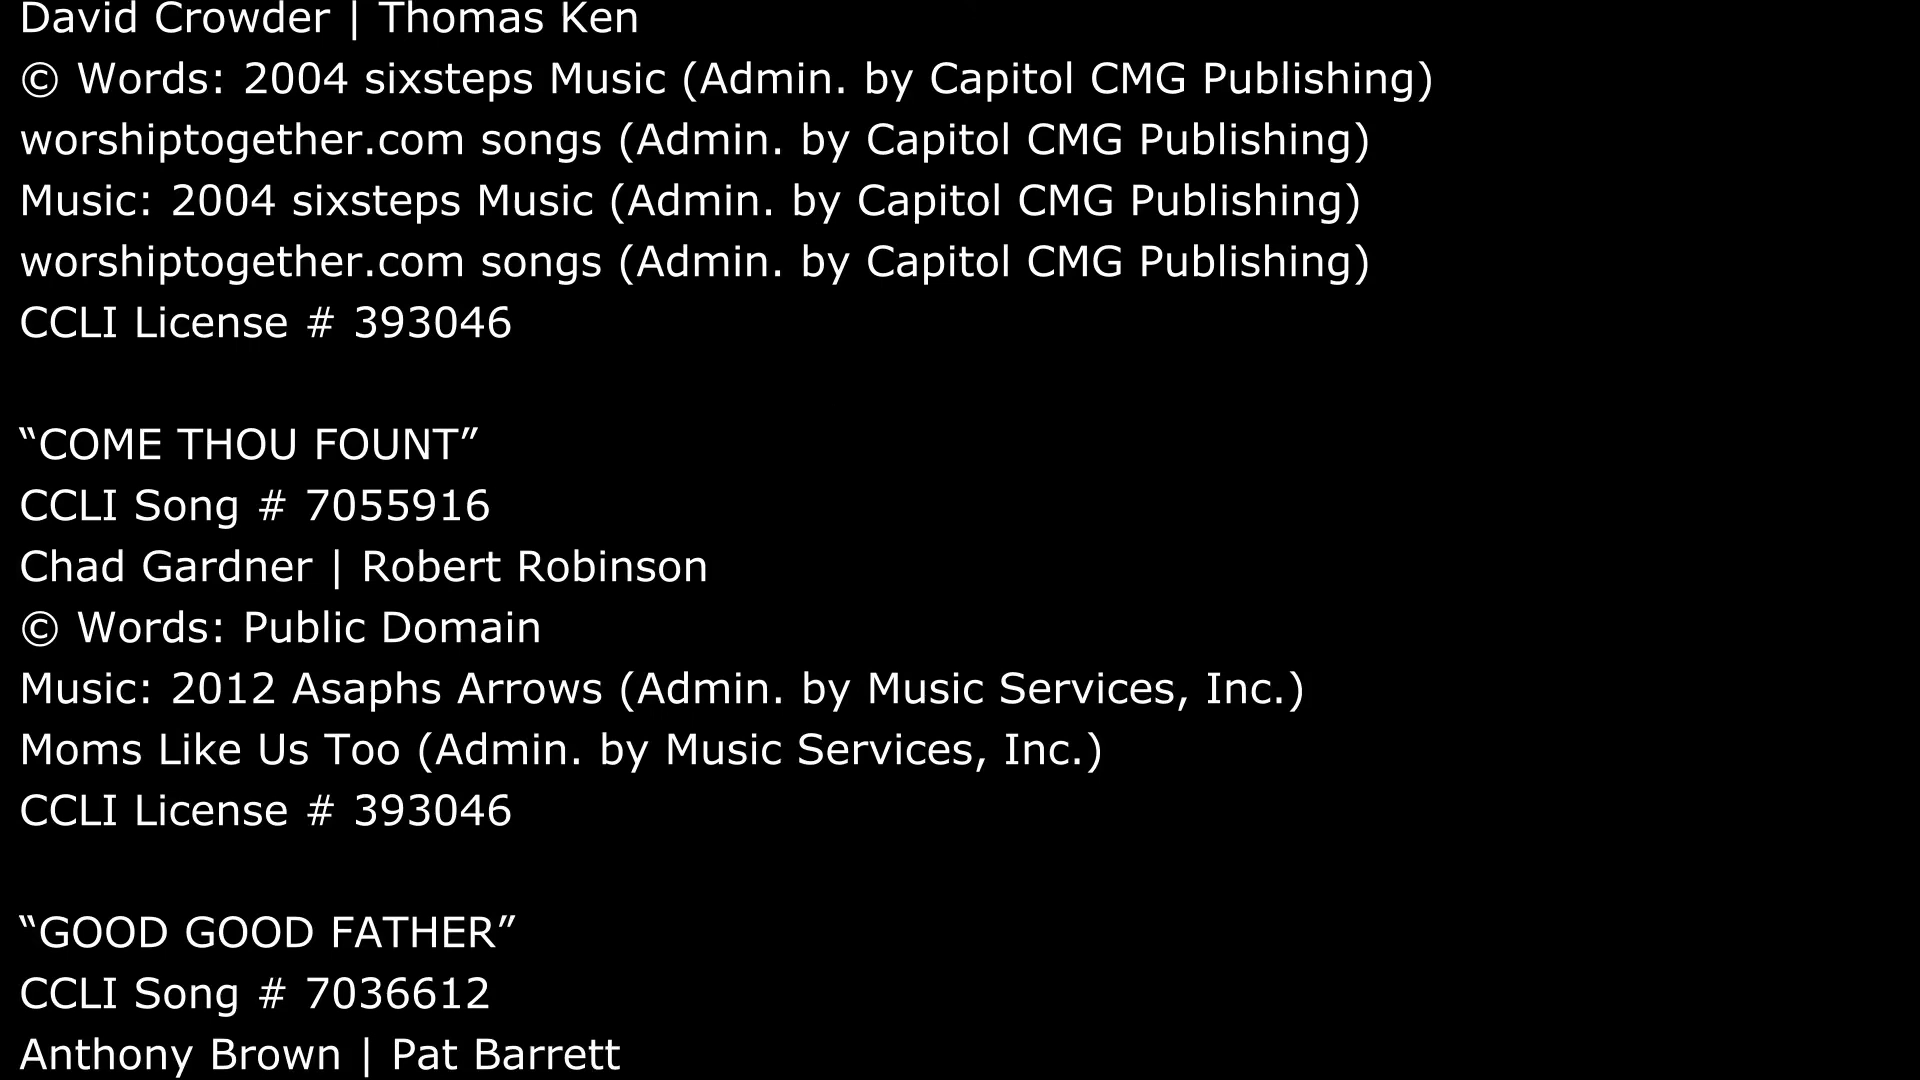 David Crowder | Thomas Ken
© Words: 2004 sixsteps Music (Admin. by Capitol CMG Publishing)
worshiptogether.com songs (Admin. by Capitol CMG Publishing)
Music: 2004 sixsteps Music (Admin. by Capitol CMG Publishing)
worshiptogether.com songs (Admin. by Capitol CMG Publishing)
CCLI License # 393046
“COME THOU FOUNT”
CCLI Song # 7055916
Chad Gardner | Robert Robinson
© Words: Public Domain
Music: 2012 Asaphs Arrows (Admin. by Music Services, Inc.)
Moms Like Us Too (Admin. by Music Services, Inc.)
CCLI License # 393046
“GOOD GOOD FATHER”
CCLI Song # 7036612
Anthony Brown | Pat Barrett